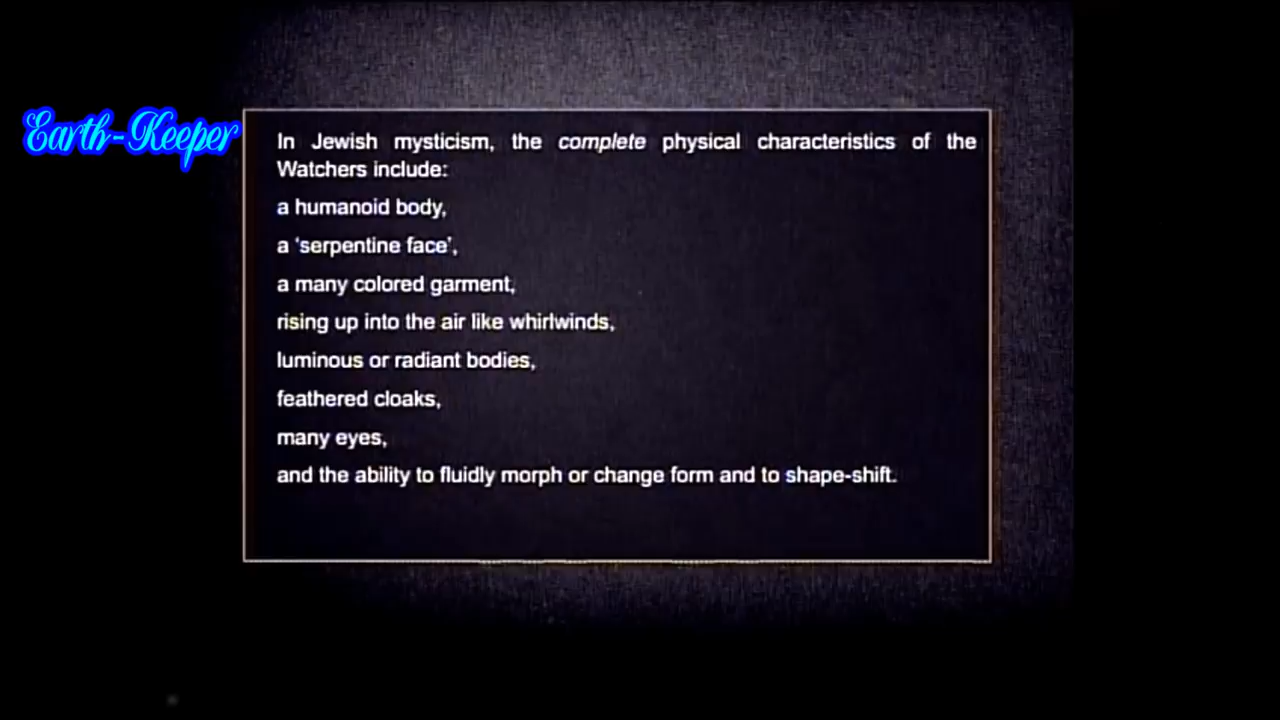 Earth-Keeper
In Jewish mysticism, the complete physical characteristics of the
Watchers include:
a humanoid body,
a ‘serpentine face’,
a many colored garment,
rising up into the air like whirlwinds,
luminous or radiant bodies,
feathered cloaks,
many eyes,
and the ability to fluidly morph or change form and to shape-shift.